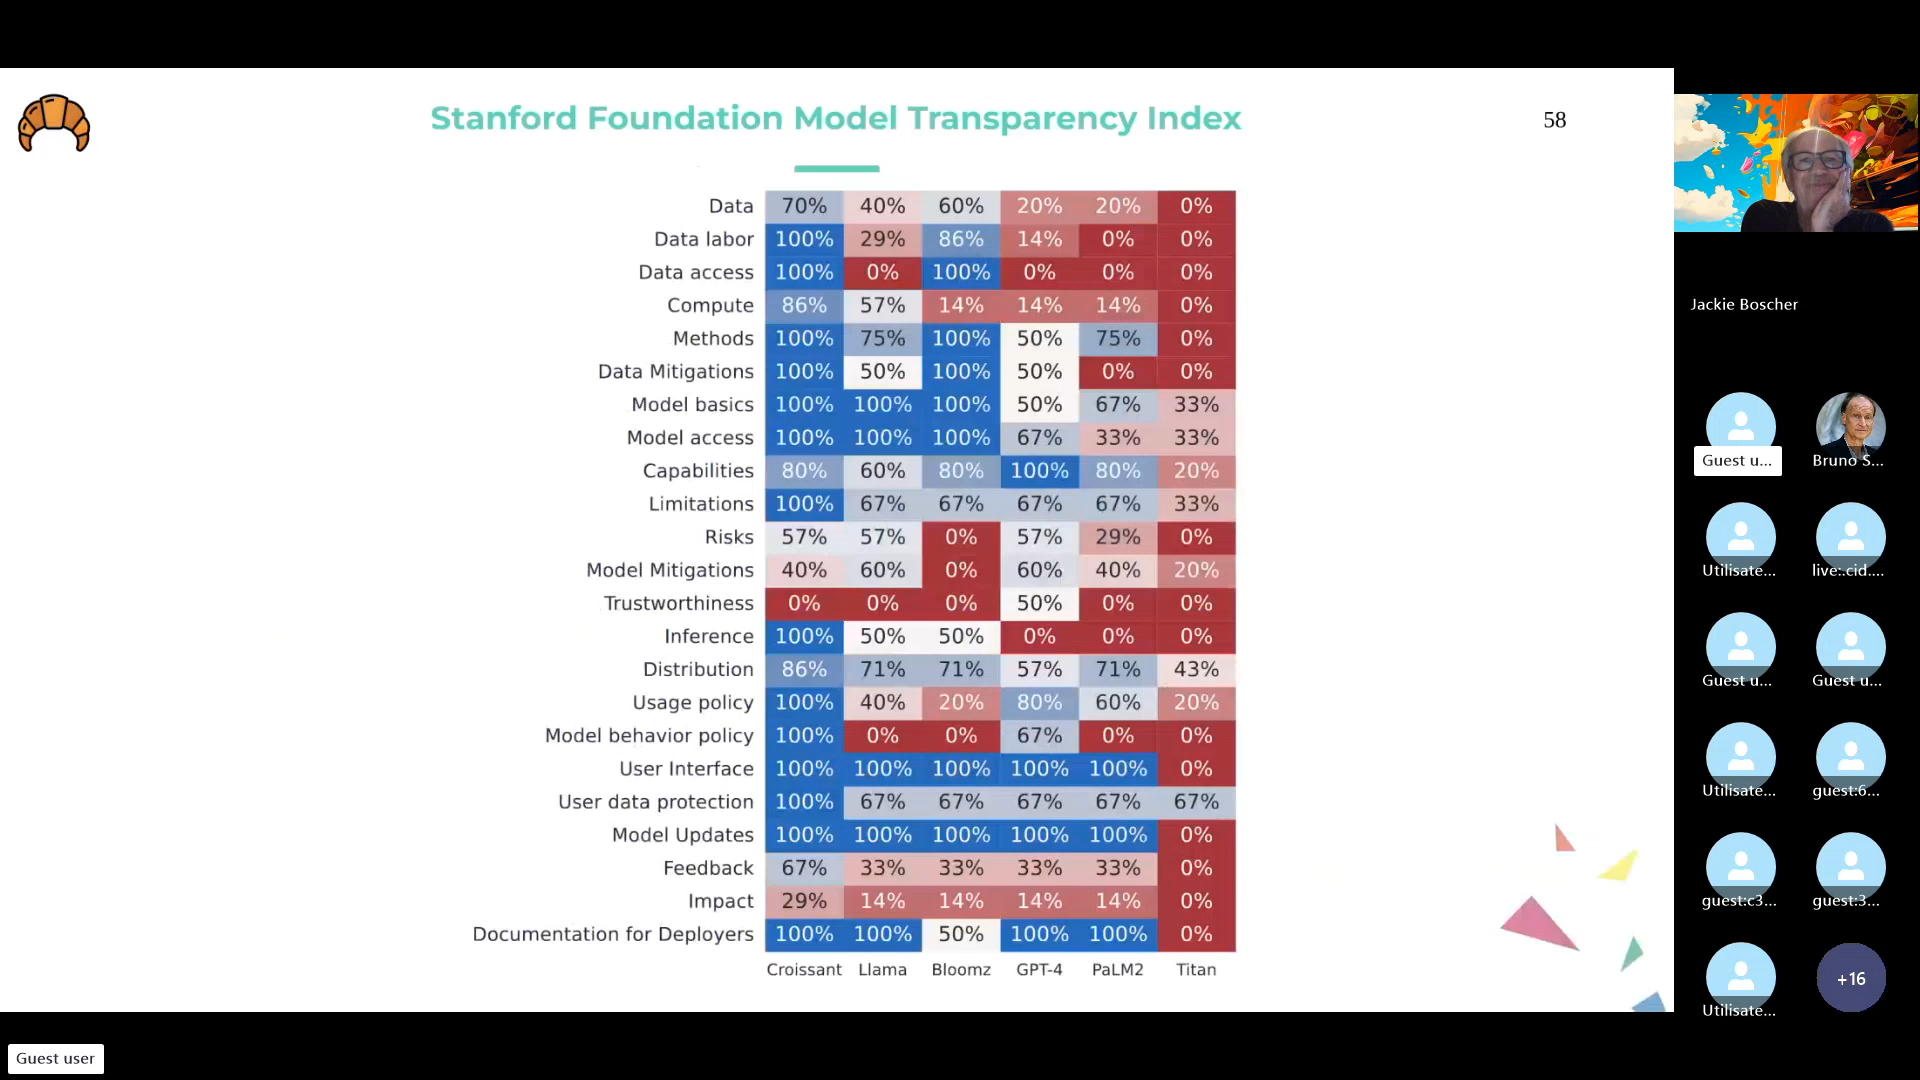 Stanford Foundation Model Transparency Index
58
Data 70% 40% 60% 20% 20% 0%
Data labor 100% 29% 86% 14% 0% 0%
Data access 100% 0% 100% 0% 0% 0%
Compute 86% 57% 14% 14% 14% 0%
Methods 100% 75% 100% 50% 75% 0%
Data Mitigations 100% 50% 100% 50% 0% 0%
Model basics 100% 100% 100% 50% 67% 33%
Model access 100% 100% 100% 67% 33% 33%
Capabilities 80% 60% 80% 100% 80% 20%
Limitations 100% 67% 67% 67% 67% 33%
Risks 57% 57% 0% 57% 29% 0%
Model Mitigations 40% 60% 0% 60% 40% 20%
Trustworthiness 0% 0% 0% 50% 0% 0%
Inference 100% 50% 50% 0% 0% 0%
Distribution 86% 71% 71% 57% 71% 43%
Usage policy 100% 40% 20% 80% 60% 20%
Model behavior policy 100% 0% 0% 67% 0% 0%
User Interface 100% 100% 100% 100% 100% 0%
User data protection 100% 67% 67% 67% 67% 67%
Model Updates 100% 100% 100% 100% 100% 0%
Feedback 67% 33% 33% 33% 33% 0%
Impact 29% 14% 14% 14% 14% 0%
Documentation for Deployers 100% 100% 50% 100% 100% 0%
Croissant Llama Bloomz GPT-4 PaLM2 Titan
Jackie Boscher
Guest u... Bruno S...
Utilisate... live:.cid....
Guest u... Guest u...
Utilisate... guest:6...
guest:c3... guest:3...
Utilisate... +16
Guest user